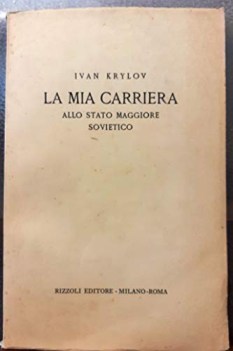 IVAN KRYLOV
LA MIA CARRIERA
ALLO STATO MAGGIORE
SOVIETICO
RIZZOLI EDITORE - MILANO-ROMA